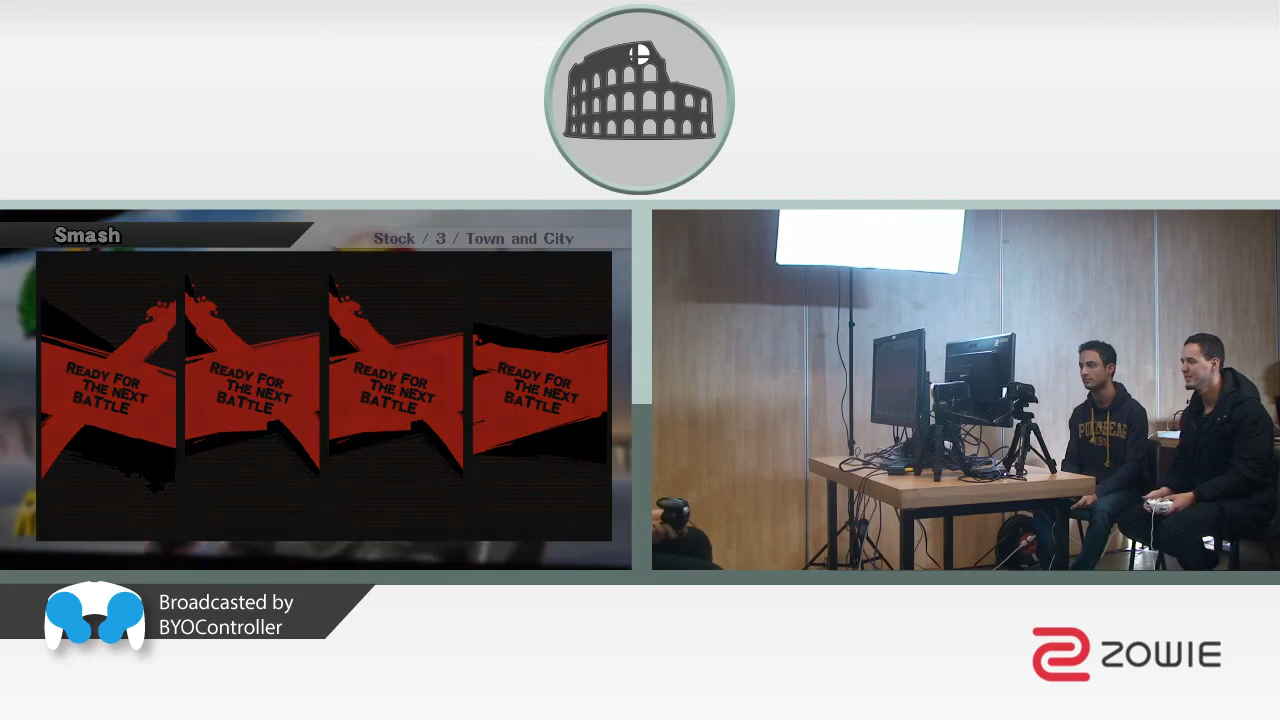 Smash
Stock / 3 / Town and City
READY FOR
THE NEXT
BATTLE
READY FOR
THE NEXT
BATTLE
READY FOR
THE NEXT
BATTLE
READY FOR
THE NEXT
BATTLE
Broadcasted by
BYOController
ZOWIE